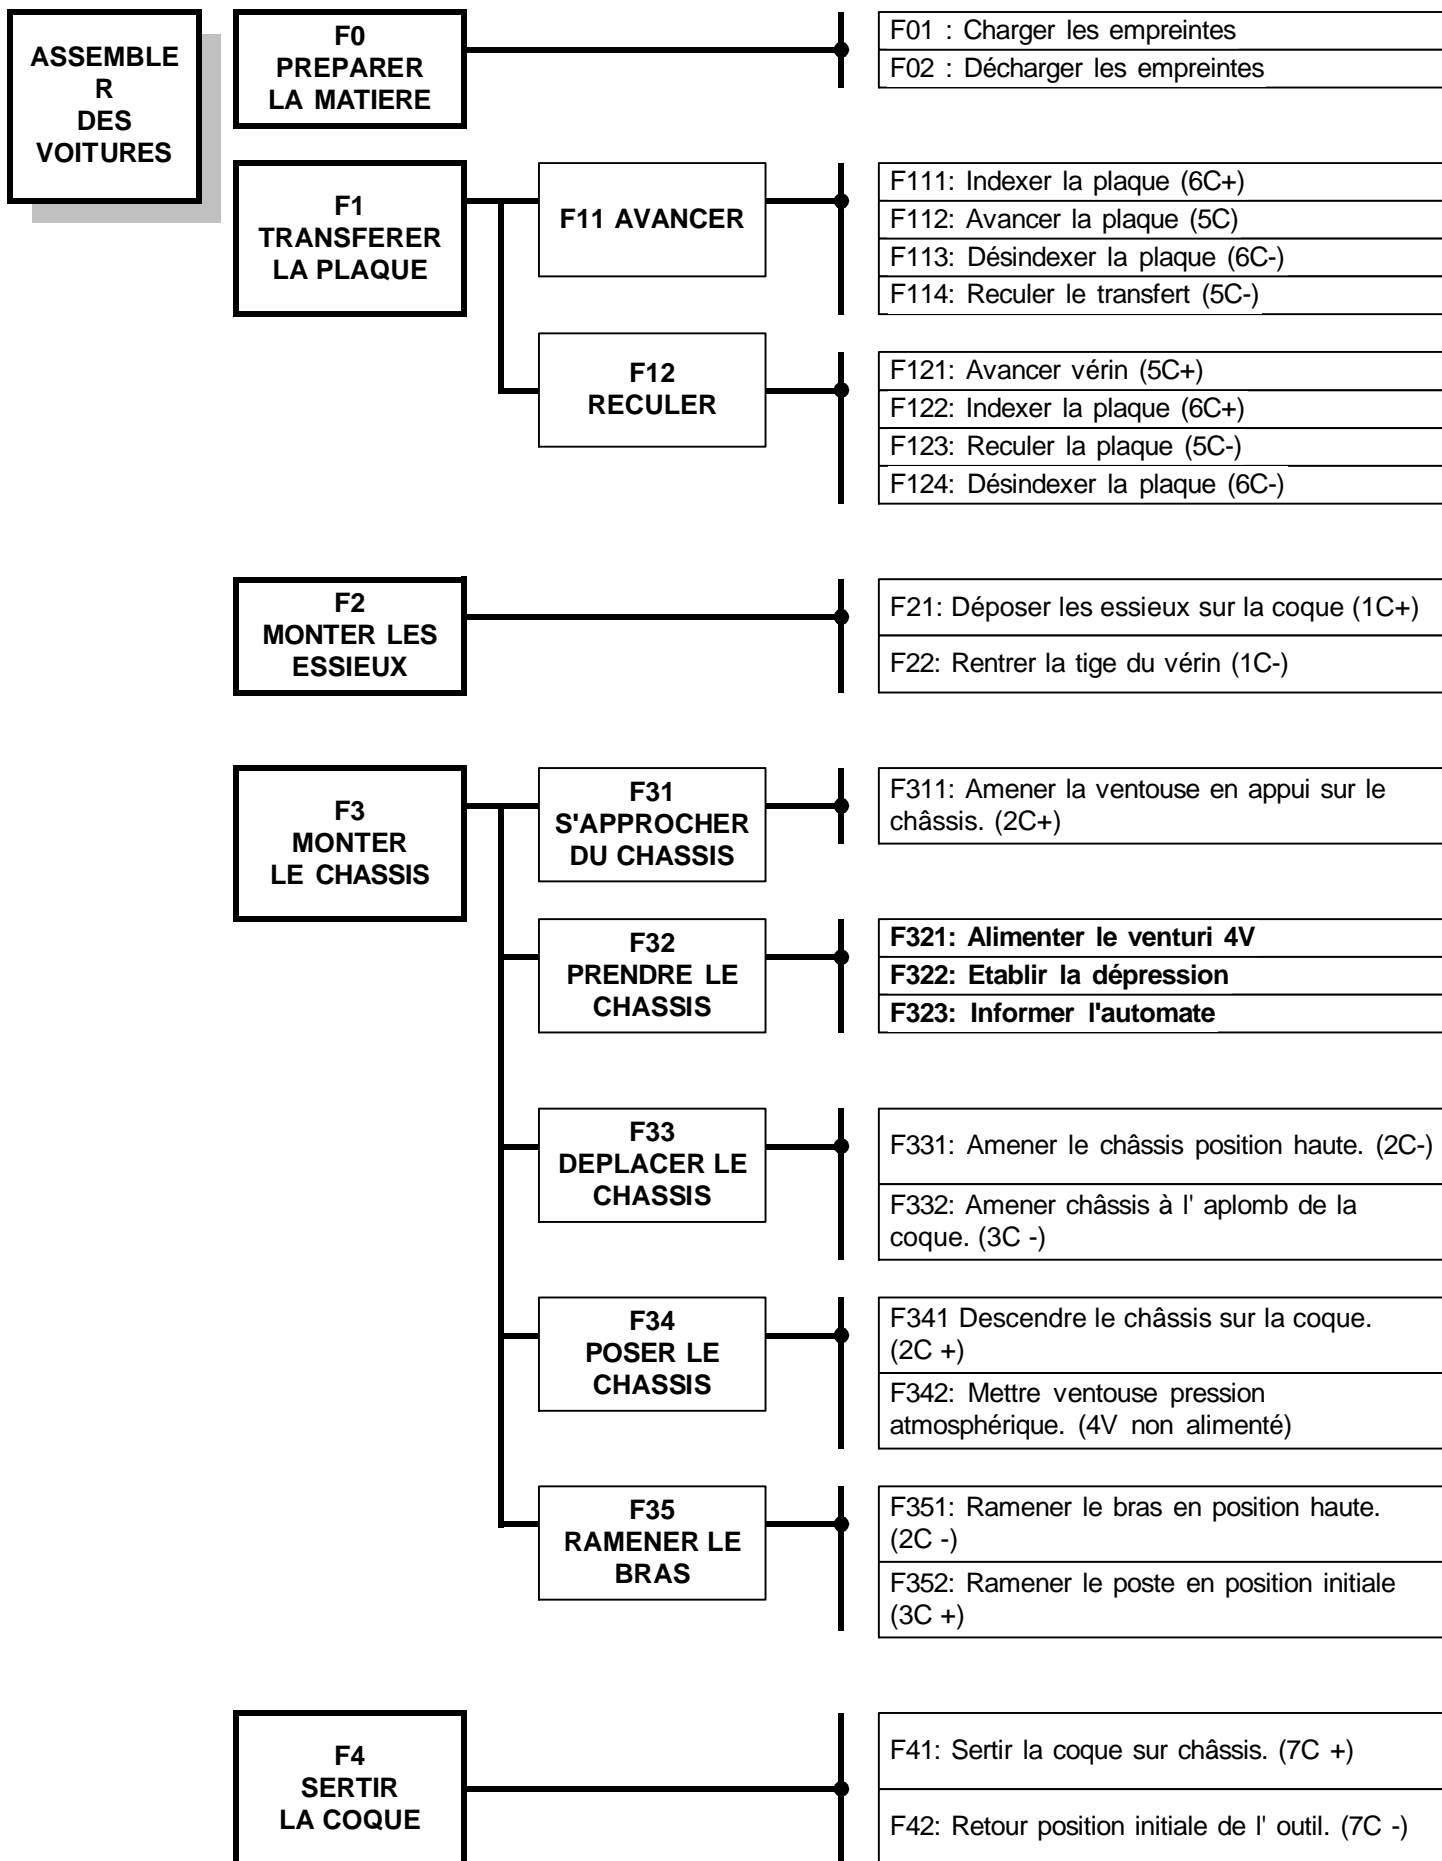 ASSEMBLE
R
DES
VOITURES
F0
PREPARER
LA MATIERE
F01 : Charger les empreintes
F02 : Décharger les empreintes
F1
TRANSFERER
LA PLAQUE
F11 AVANCER
F111: Indexer la plaque (6C+)
F112: Avancer la plaque (5C)
F113: Désindexer la plaque (6C-)
F114: Reculer le transfert (5C-)
F12
RECULER
F121: Avancer vérin (5C+)
F122: Indexer la plaque (6C+)
F123: Reculer la plaque (5C-)
F124: Désindexer la plaque (6C-)
F2
MONTER LES
ESSIEUX
F21: Déposer les essieux sur la coque (1C+)
F22: Rentrer la tige du vérin (1C-)
F3
MONTER
LE CHASSIS
F31
S'APPROCHER
DU CHASSIS
F311: Amener la ventouse en appui sur le
châssis. (2C+)
F32
PRENDRE LE
CHASSIS
F321: Alimenter le venturi 4V
F322: Etablir la dépression
F323: Informer l'automate
F33
DEPLACER LE
CHASSIS
F331: Amener le châssis position haute. (2C-)
F332: Amener châssis à l' aplomb de la
coque. (3C -)
F34
POSER LE
CHASSIS
F341 Descendre le châssis sur la coque.
(2C +)
F342: Mettre ventouse pression
atmosphérique. (4V non alimenté)
F35
RAMENER LE
BRAS
F351: Ramener le bras en position haute.
(2C -)
F352: Ramener le poste en position initiale
(3C +)
F4
SERTIR
LA COQUE
F41: Sertir la coque sur châssis. (7C +)
F42: Retour position initiale de l' outil. (7C -)